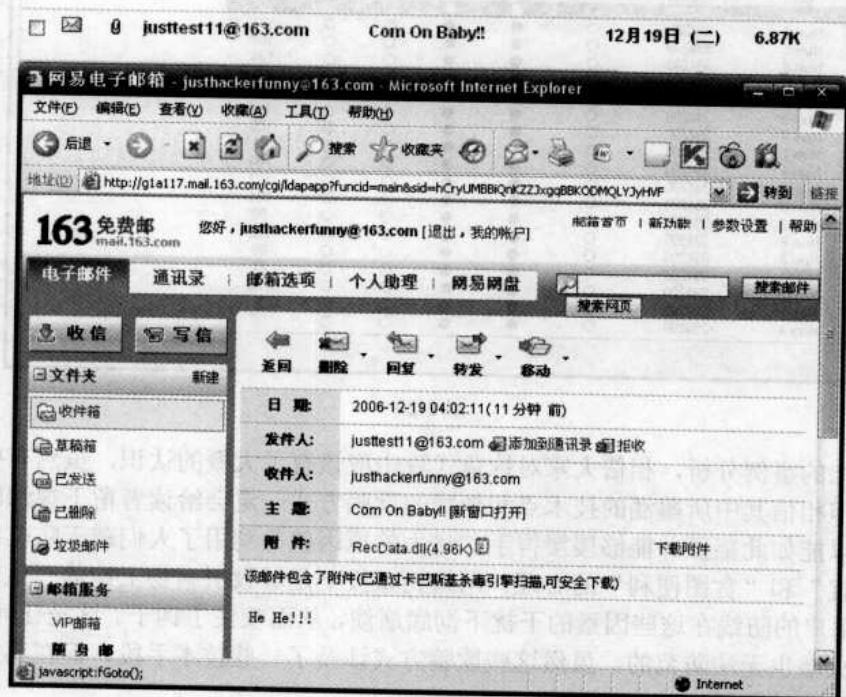 justtest11@163.com Com On Baby!! 12月19日 (二) 6.87K
网易电子邮箱 - justhackerfunny@163.com - Microsoft Internet Explorer
文件(F) 编辑(E) 查看(V) 收藏(A) 工具(T) 帮助(H)
后退 搜索 收藏夹
地址(D) http://g1a117.mail.163.com/cgi/ldapapp?funcid=main&sid=hCryUMBBiQnKZZJxgqBBKODMQLYJyHVF 转到 链接
163 免费邮 您好，justhackerfunny@163.com [退出，我的帐户] 邮箱首页 | 新功能 | 参数设置 | 帮助
mail.163.com
电子邮件 通讯录 邮箱选项 个人助理 网易网盘 搜索邮件
搜索网页
收信 写信
返回 删除 回复 转发 移动
文件夹 新建
收件箱
草稿箱
已发送
已删除
垃圾邮件
邮箱服务
VIP邮箱
随身邮
日 期: 2006-12-19 04:02:11(11 分钟 前)
发件人: justtest11@163.com 添加到通讯录 拒收
收件人: justhackerfunny@163.com
主 题: Com On Baby!! [新窗口打开]
附 件: RecData.dll(4.96k) 下载附件
该邮件包含了附件(已通过卡巴斯基杀毒引擎扫描,可安全下载)
He He!!!
javascript:fGoto(); Internet